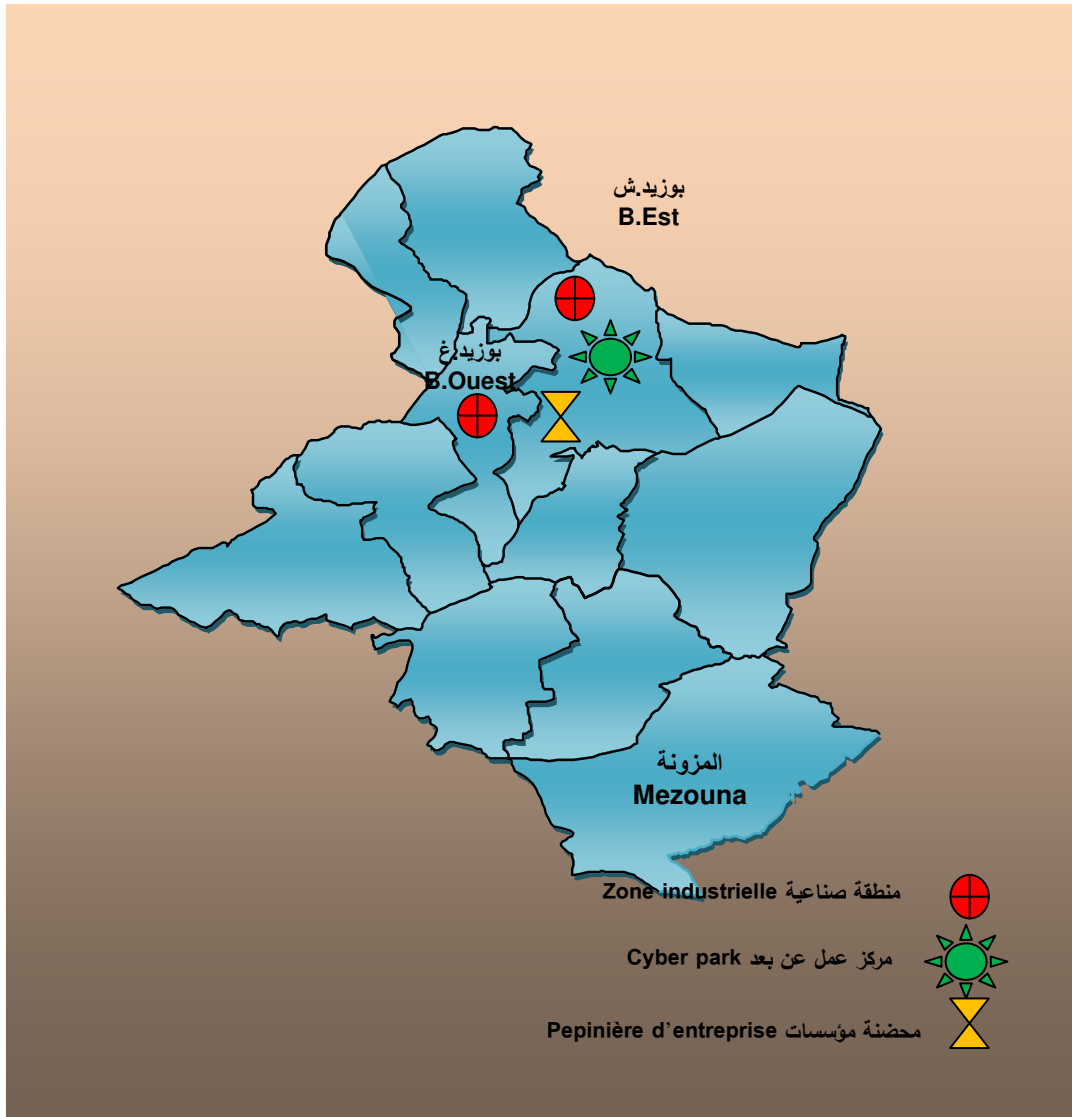 بوزيد.ش
B.Est
بوزيد.غ
B.Ouest
المزونة
Mezouna
منطقة صناعية Zone industrielle
مركز عمل عن بعد Cyber park
محضنة مؤسسات Pepinière d’entreprise